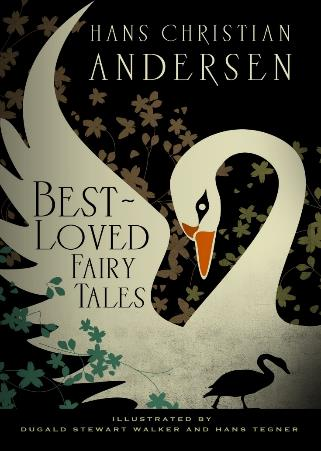 HANS CHRISTIAN
ANDERSEN
BEST~
LOVED
FAIRY
TALES
ILLUSTRATED BY
DUGALD STEWART WALKER AND HANS TEGNER